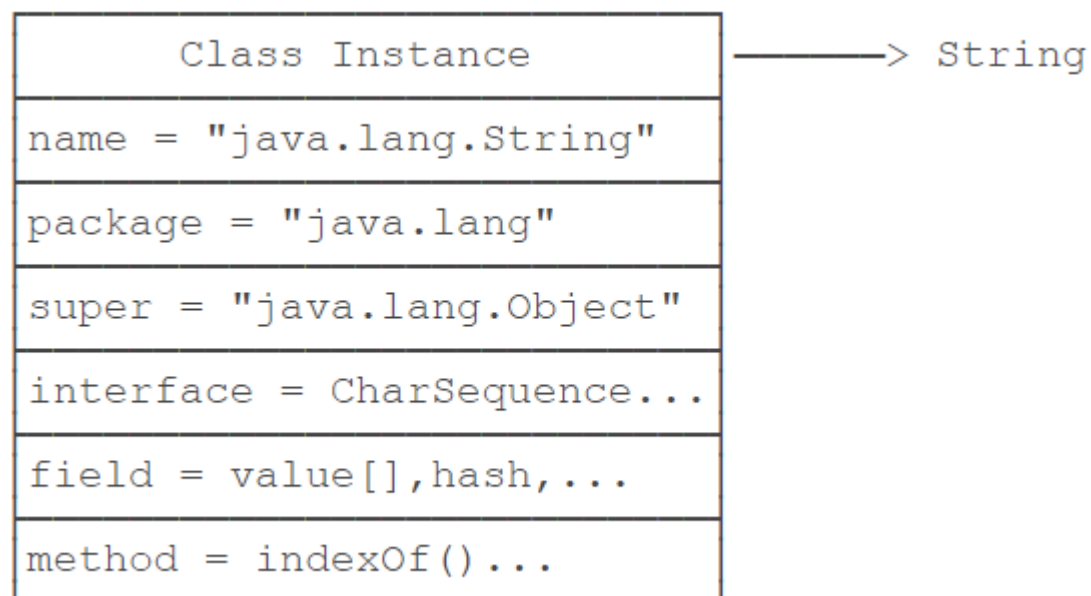 Class Instance ──────> String
name = "java.lang.String"
package = "java.lang"
super = "java.lang.Object"
interface = CharSequence...
field = value[],hash,...
method = indexOf()...